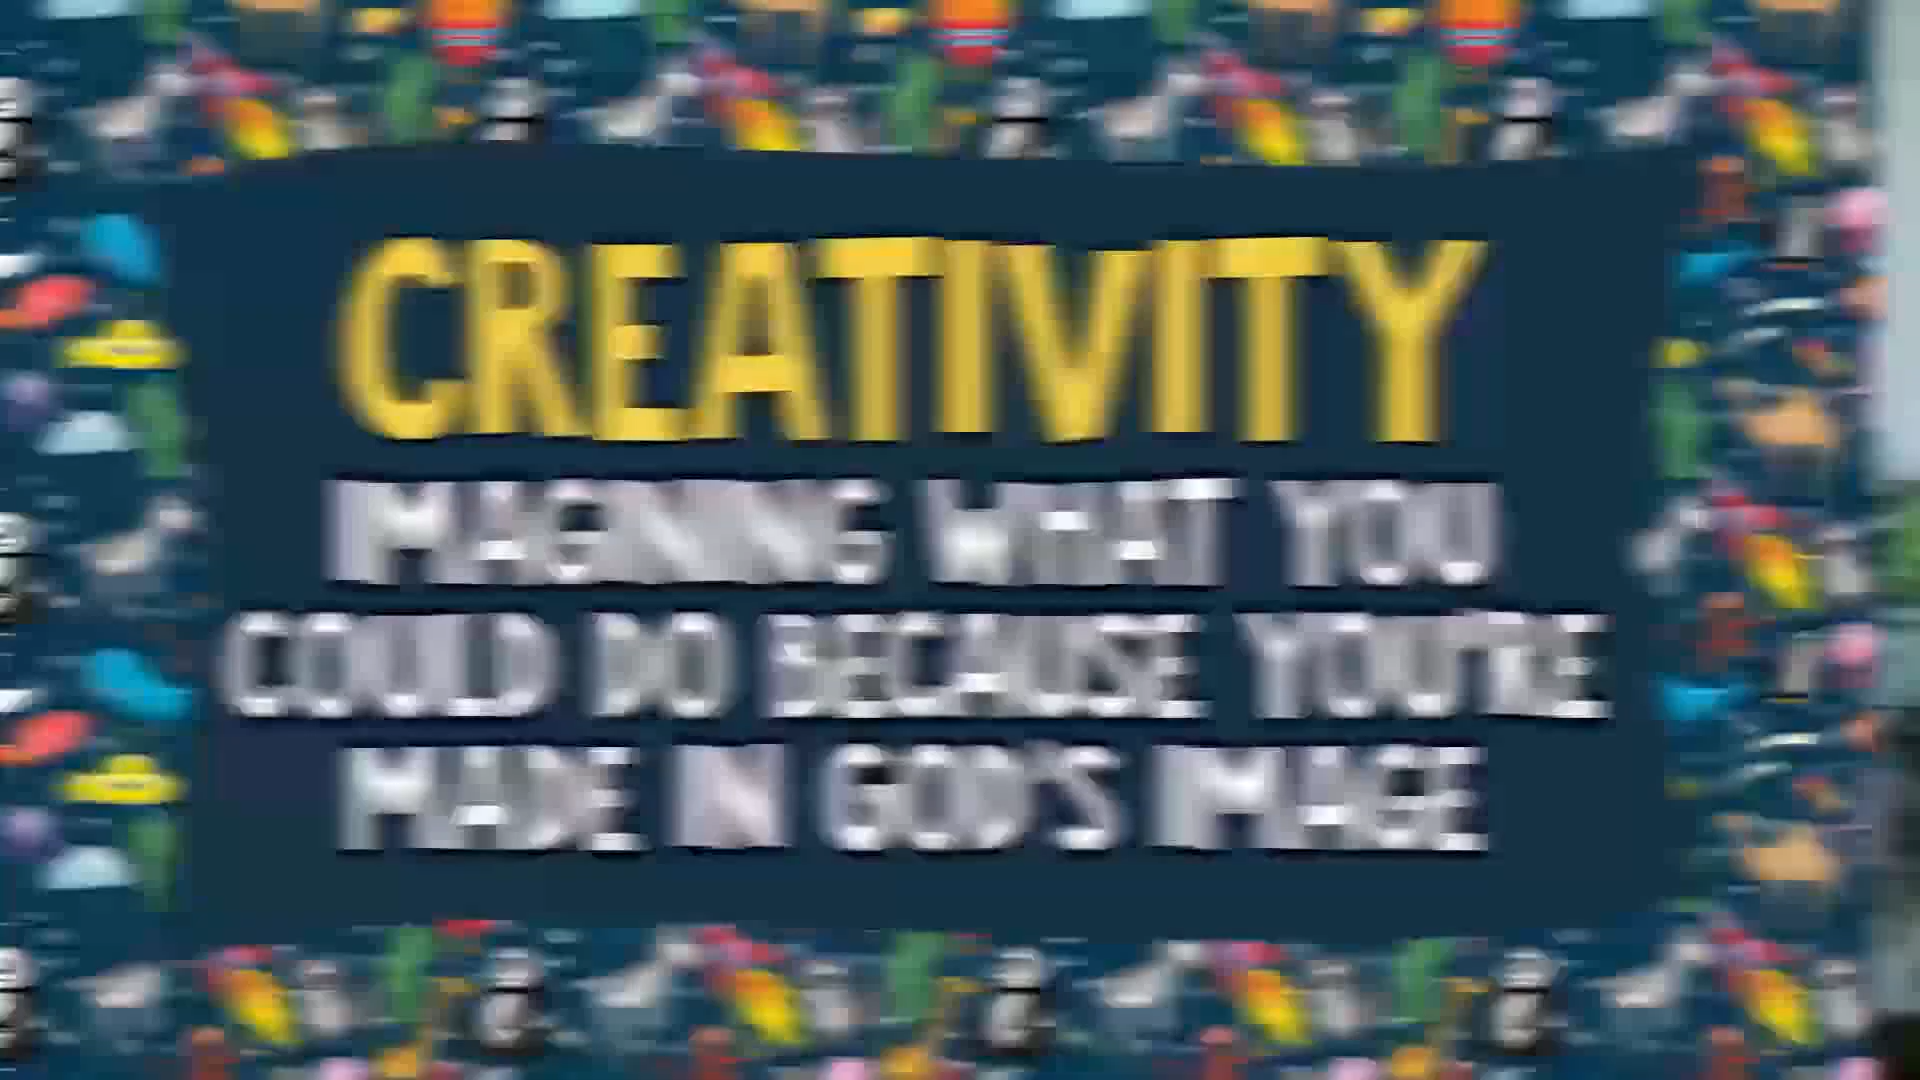 CREATIVITY
IMAGINING WHAT YOU
COULD DO BECAUSE YOU'RE
MADE IN GOD'S IMAGE